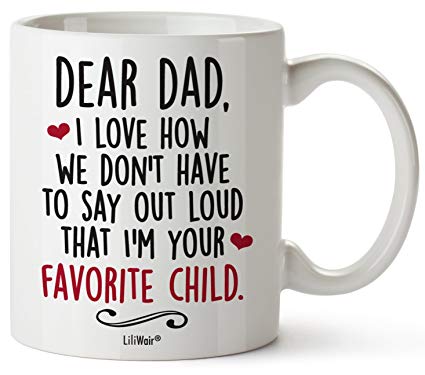 DEAR DAD,
I LOVE HOW
WE DON'T HAVE
TO SAY OUT LOUD
THAT I'M YOUR
FAVORITE CHILD.
LiliWair®